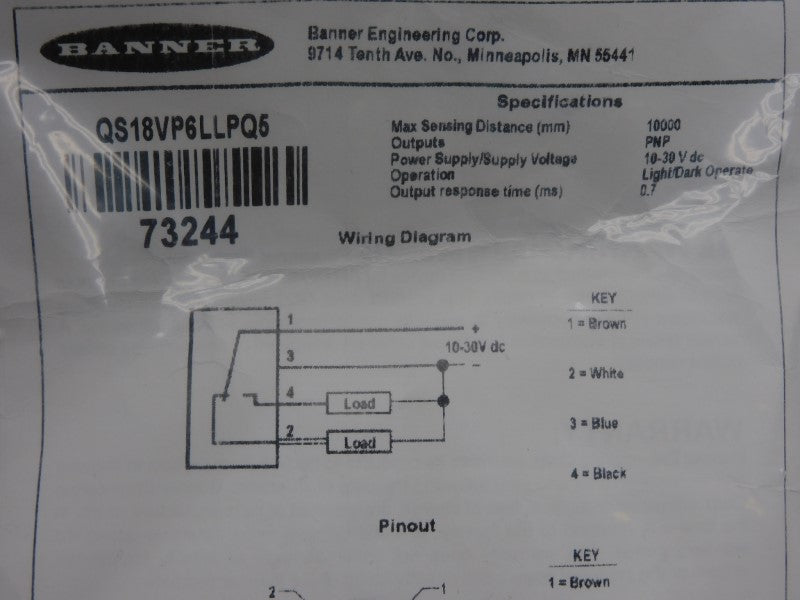 BANNER
Banner Engineering Corp.
9714 Tenth Ave. No., Minneapolis, MN 55441
QS18VP6LLPQ5
73244
Specifications
Max Sensing Distance (mm) 10000
Outputs PNP
Power Supply/Supply Voltage 10-30 V dc
Operation Light/Dark Operate
Output response time (ms) 0.7
Wiring Diagram
1
+
10-30V dc
3
-
4
Load
2
Load
KEY
1 = Brown
2 = White
3 = Blue
4 = Black
Pinout
KEY
1 = Brown
2
1